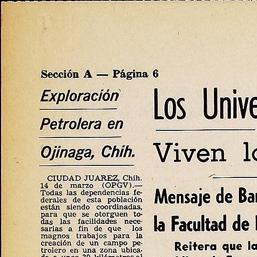 Sección A — Página 6
Exploración
Petrolera en
Ojinaga, Chih.
CIUDAD JUAREZ, Chih.
14 de marzo (OPGV).—
Todas las dependencias fe-
derales de esta población
están siendo coordinadas,
para que se otorguen to-
das las facilidades nece-
sarias a fin de que los
magnos trabajos para la
creación de un campo pe-
trolero en una zona ubica-
Los Unive
Viven lo
Mensaje de Ba
la Facultad de
Reitera que la